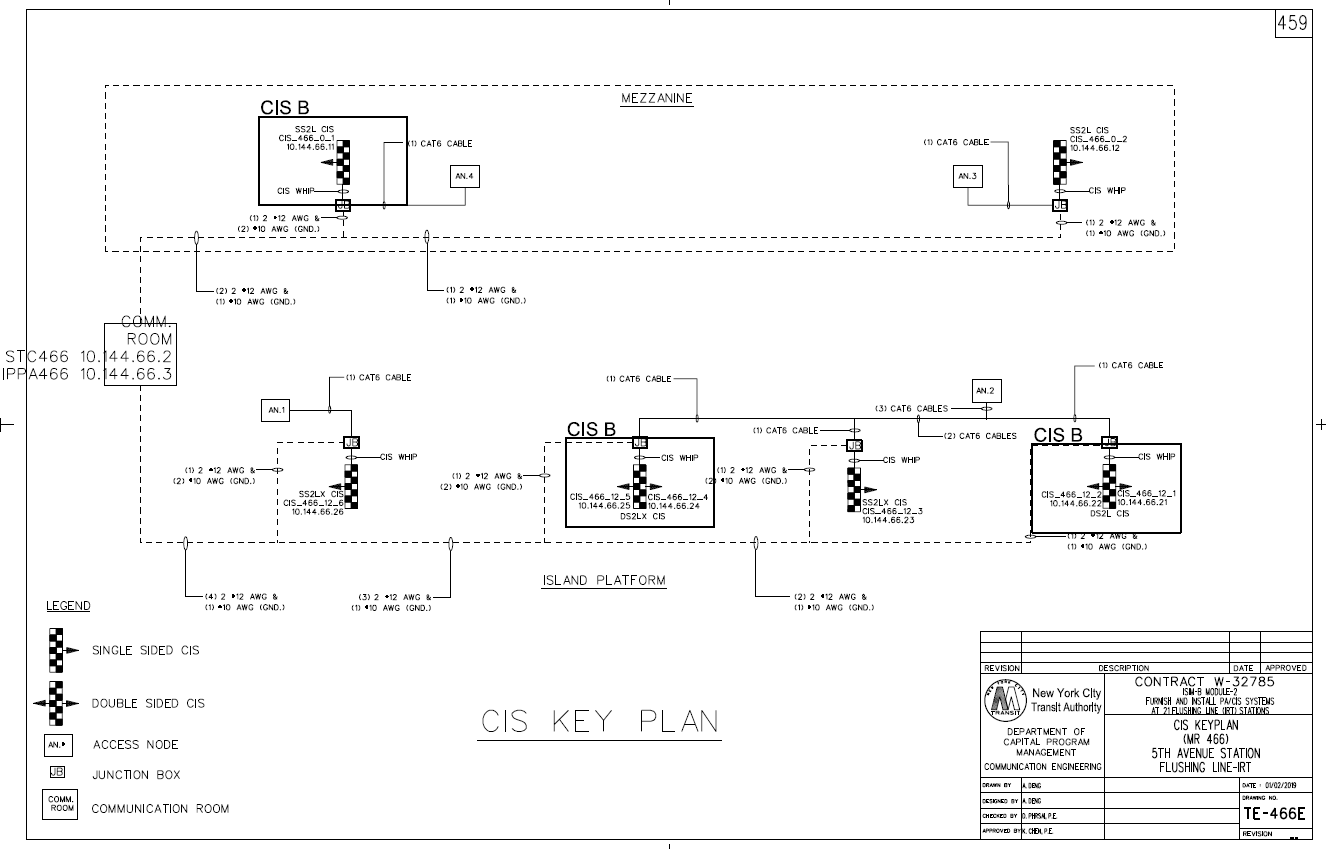 459
MEZZANINE
CIS B
SS2L CIS
CIS_466_0_1
10.144.66.11
(1) CAT6 CABLE
AN.4
CIS WHIP
JB
(1) 2 #12 AWG &
(2) #10 AWG (GND.)
(1) CAT6 CABLE
AN.3
SS2L CIS
CIS_466_0_2
10.144.66.12
CIS WHIP
JB
(1) 2 #12 AWG &
(1) #10 AWG (GND.)
(2) 2 #12 AWG &
(1) #10 AWG (GND.)
(1) 2 #12 AWG &
(1) #10 AWG (GND.)
COMM.
ROOM
STC466 10.144.66.2
IPPA466 10.144.66.3
(1) CAT6 CABLE
AN.1
JB
CIS WHIP
(1) 2 #12 AWG &
(2) #10 AWG (GND.)
SS2LX CIS
CIS_466_12_6
10.144.66.26
(1) CAT6 CABLE
CIS B
JB
CIS WHIP
(1) 2 #12 AWG &
(2) #10 AWG (GND.)
CIS_466_12_5
10.144.66.25
CIS_466_12_4
10.144.66.24
DS2LX CIS
AN.2
(3) CAT6 CABLES
(1) CAT6 CABLE
(2) CAT6 CABLES
JB
CIS WHIP
(1) 2 #12 AWG &
(2) #10 AWG (GND.)
SS2LX CIS
CIS_466_12_3
10.144.66.23
(1) CAT6 CABLE
CIS B
JB
CIS WHIP
CIS_466_12_2
10.144.66.22
CIS_466_12_1
10.144.66.21
DS2L CIS
(1) 2 #12 AWG &
(1) #10 AWG (GND.)
ISLAND PLATFORM
(4) 2 #12 AWG &
(1) #10 AWG (GND.)
(3) 2 #12 AWG &
(1) #10 AWG (GND.)
(2) 2 #12 AWG &
(1) #10 AWG (GND.)
LEGEND
SINGLE SIDED CIS
DOUBLE SIDED CIS
AN.#
ACCESS NODE
JB
JUNCTION BOX
COMM.
ROOM
COMMUNICATION ROOM
CIS KEY PLAN
REVISION DESCRIPTION DATE APPROVED
NEW YORK CITY
TRANSIT
New York City
Transit Authority
DEPARTMENT OF
CAPITAL PROGRAM
MANAGEMENT
COMMUNICATION ENGINEERING
CONTRACT W-32785
ISIM-B MODULE-2
FURNISH AND INSTALL PA/CIS SYSTEMS
AT 21 FLUSHING LINE (IRT) STATIONS
CIS KEYPLAN
(MR 466)
5TH AVENUE STATION
FLUSHING LINE-IRT
DRAWN BY A. DENG
DESIGNED BY A. DENG
CHECKED BY D. PHRSAI, P.E.
APPROVED BY K. CHEN, P.E.
DATE : 01/02/2019
DRAWING NO.
TE-466E
REVISION